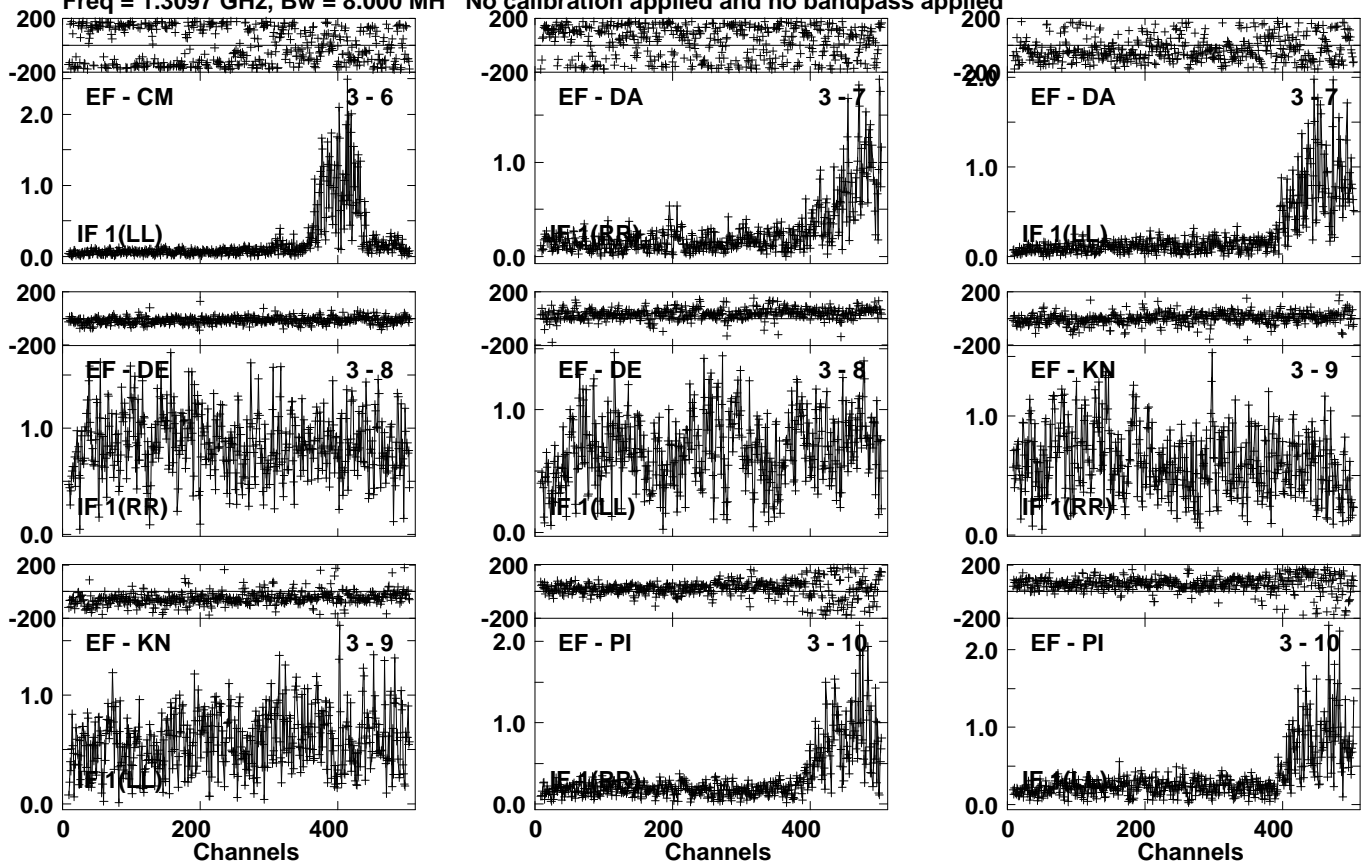 Freq = 1.3097 GHz, Bw = 8.000 MH No calibration applied and no bandpass applied
200 200 200
-200 -200
EF - CM 3 - 6 EF - DA 3 - 7 EF - DA 3 - 7
2.0 2.0
1.0 1.0 1.0
IF 1(LL) IF 1(RR) IF 1(LL)
0.0 0.0 0.0
200 200 200
-200 -200 -200
EF - DE 3 - 8 EF - DE 3 - 8 EF - KN 3 - 9
1.0 1.0 1.0
IF 1(RR) IF 1(LL) IF 1(RR)
0.0 0.0 0.0
200 200 200
-200 -200 -200
EF - KN 3 - 9 EF - PI 3 - 10 EF - PI 3 - 10
2.0 2.0
1.0 1.0 1.0
IF 1(LL) IF 1(RR) IF 1(LL)
0.0 0.0 0.0
0 200 400 0 200 400 0 200 400
Channels Channels Channels